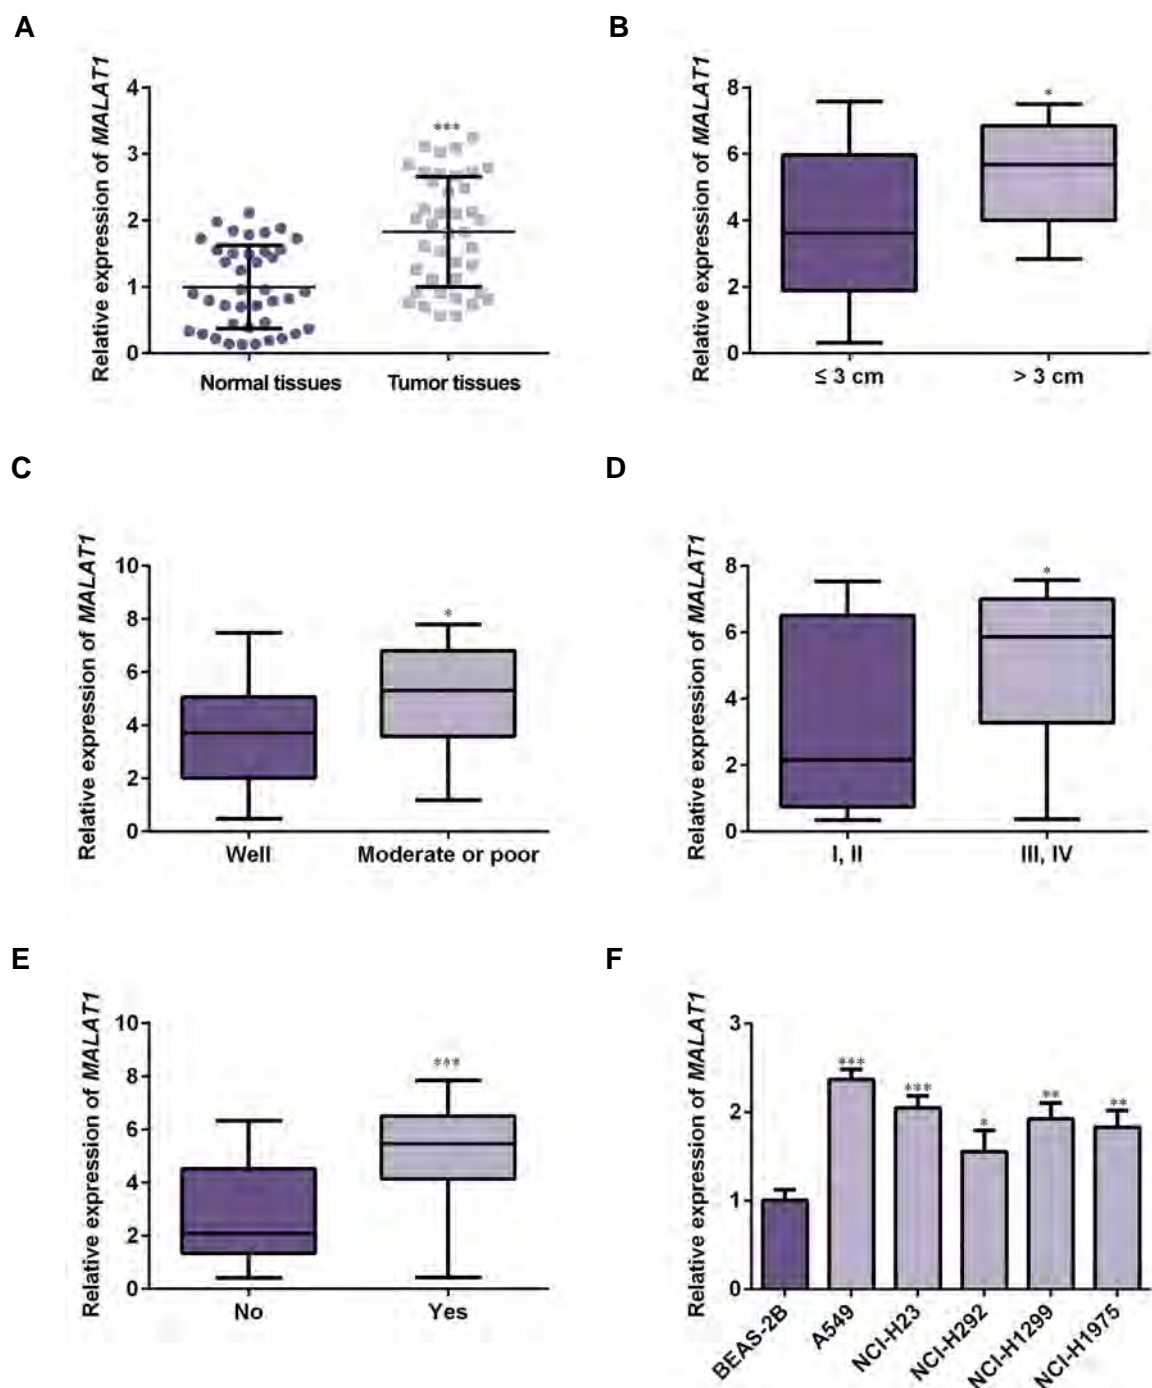 A
Relative expression of MALAT1
4
3
2
1
0
***
Normal tissues
Tumor tissues
B
Relative expression of MALAT1
8
6
4
2
0
*
≤ 3 cm
> 3 cm
C
Relative expression of MALAT1
10
8
6
4
2
0
*
Well
Moderate or poor
D
Relative expression of MALAT1
8
6
4
2
0
*
I, II
III, IV
E
Relative expression of MALAT1
10
8
6
4
2
0
***
No
Yes
F
Relative expression of MALAT1
3
2
1
0
***
***
*
**
**
BEAS-2B
A549
NCI-H23
NCI-H292
NCI-H1299
NCI-H1975